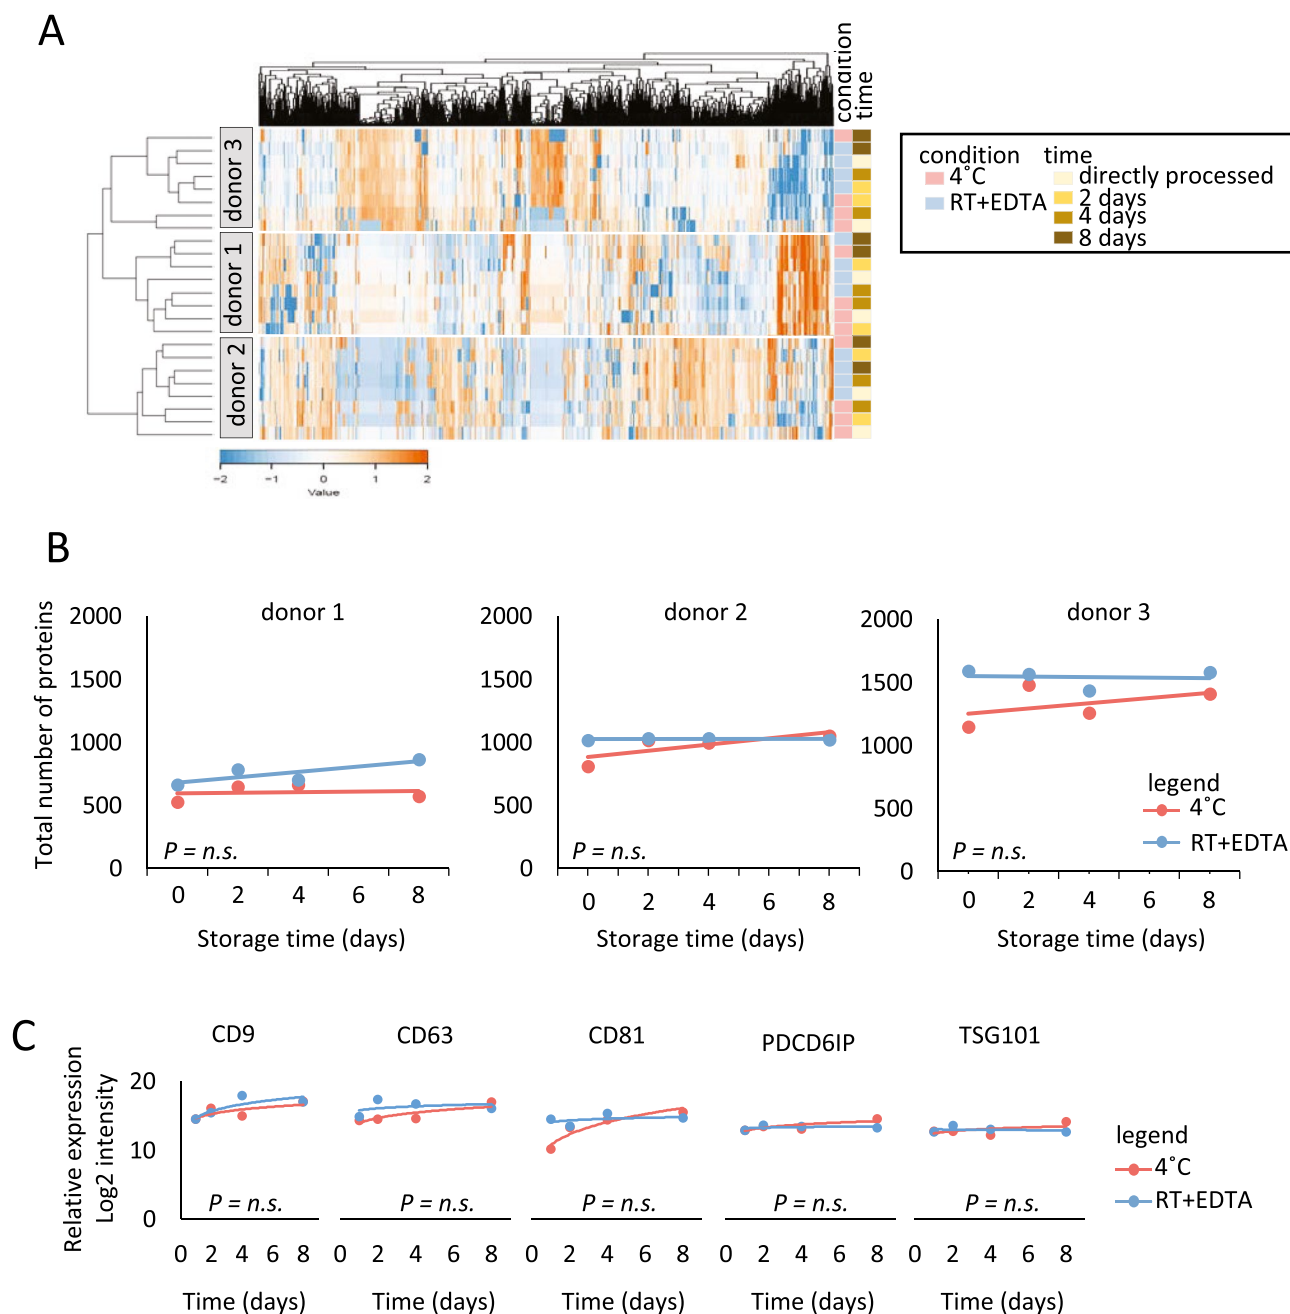 A
condition
time
donor 3
donor 1
donor 2
condition time
4˚C directly processed
RT+EDTA 2 days
4 days
8 days
−2 −1 0 1 2
Value
B
donor 1 donor 2 donor 3
Total number of proteins
2000 2000 2000
1500 1500 1500
1000 1000 1000
500 500 500
0 0 0
legend
4˚C
RT+EDTA
P = n.s. P = n.s. P = n.s.
0 2 4 6 8 0 2 4 6 8 0 2 4 6 8
Storage time (days) Storage time (days) Storage time (days)
C
CD9 CD63 CD81 PDCD6IP TSG101
Relative expression
Log2 intensity
20
10
0
P = n.s. P = n.s. P = n.s. P = n.s. P = n.s.
legend
4˚C
RT+EDTA
0 2 4 6 8 0 2 4 6 8 0 2 4 6 8 0 2 4 6 8 0 2 4 6 8
Time (days) Time (days) Time (days) Time (days) Time (days)